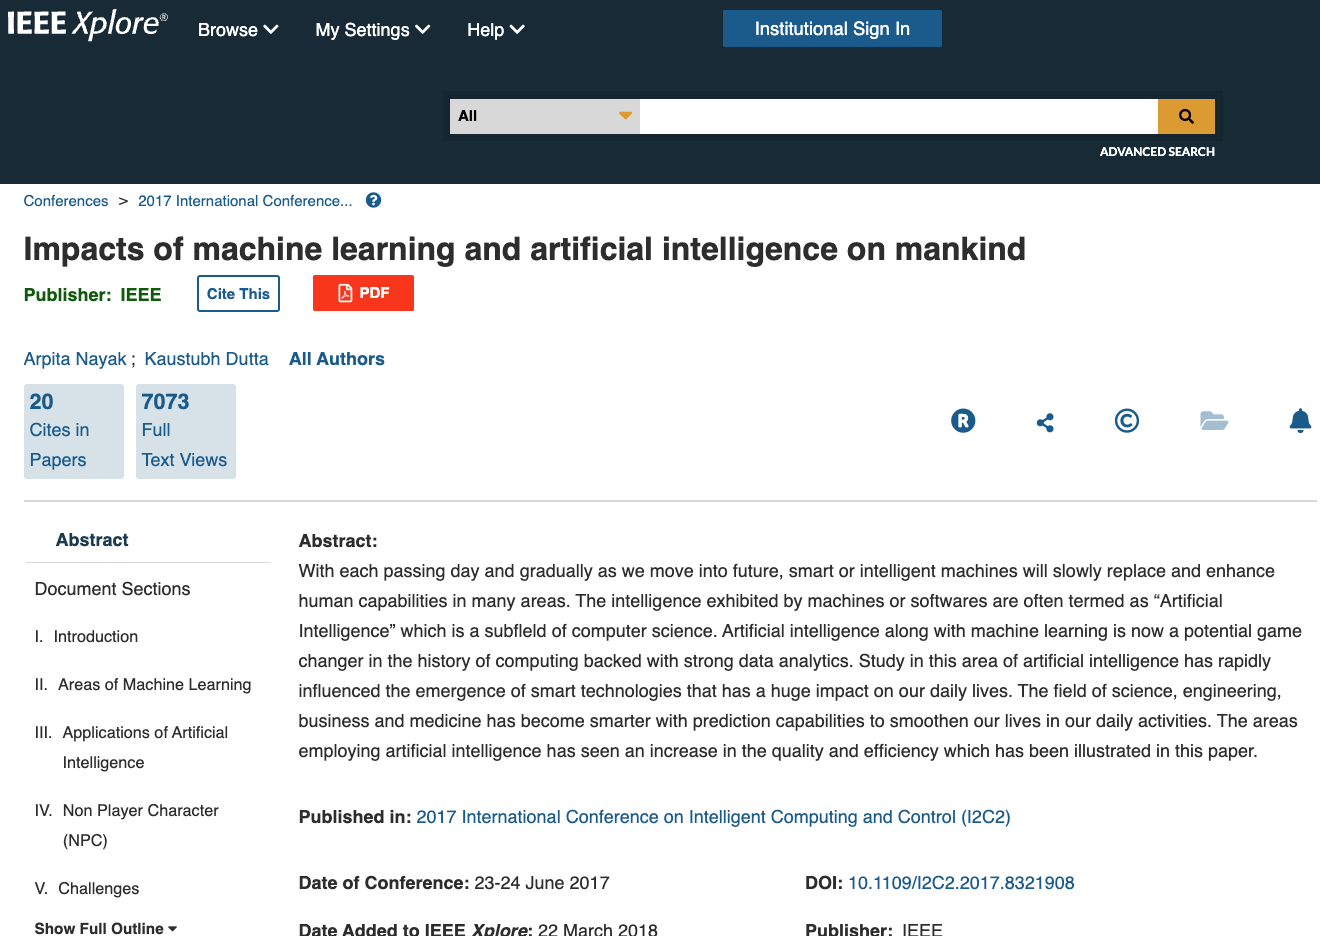 IEEE Xplore®
Browse My Settings Help Institutional Sign In
All
ADVANCED SEARCH
Conferences > 2017 International Conference... ?
Impacts of machine learning and artificial intelligence on mankind
Publisher: IEEE Cite This PDF
Arpita Nayak ; Kaustubh Dutta All Authors
20
Cites in
Papers
7073
Full
Text Views
R ©
Abstract
Document Sections
I. Introduction
II. Areas of Machine Learning
III. Applications of Artificial
Intelligence
IV. Non Player Character
(NPC)
V. Challenges
Show Full Outline
Abstract:
With each passing day and gradually as we move into future, smart or intelligent machines will slowly replace and enhance
human capabilities in many areas. The intelligence exhibited by machines or softwares are often termed as “Artificial
Intelligence” which is a subfield of computer science. Artificial intelligence along with machine learning is now a potential game
changer in the history of computing backed with strong data analytics. Study in this area of artificial intelligence has rapidly
influenced the emergence of smart technologies that has a huge impact on our daily lives. The field of science, engineering,
business and medicine has become smarter with prediction capabilities to smoothen our lives in our daily activities. The areas
employing artificial intelligence has seen an increase in the quality and efficiency which has been illustrated in this paper.
Published in: 2017 International Conference on Intelligent Computing and Control (I2C2)
Date of Conference: 23-24 June 2017 DOI: 10.1109/I2C2.2017.8321908
Date Added to IEEE Xplore: 22 March 2018 Publisher: IEEE